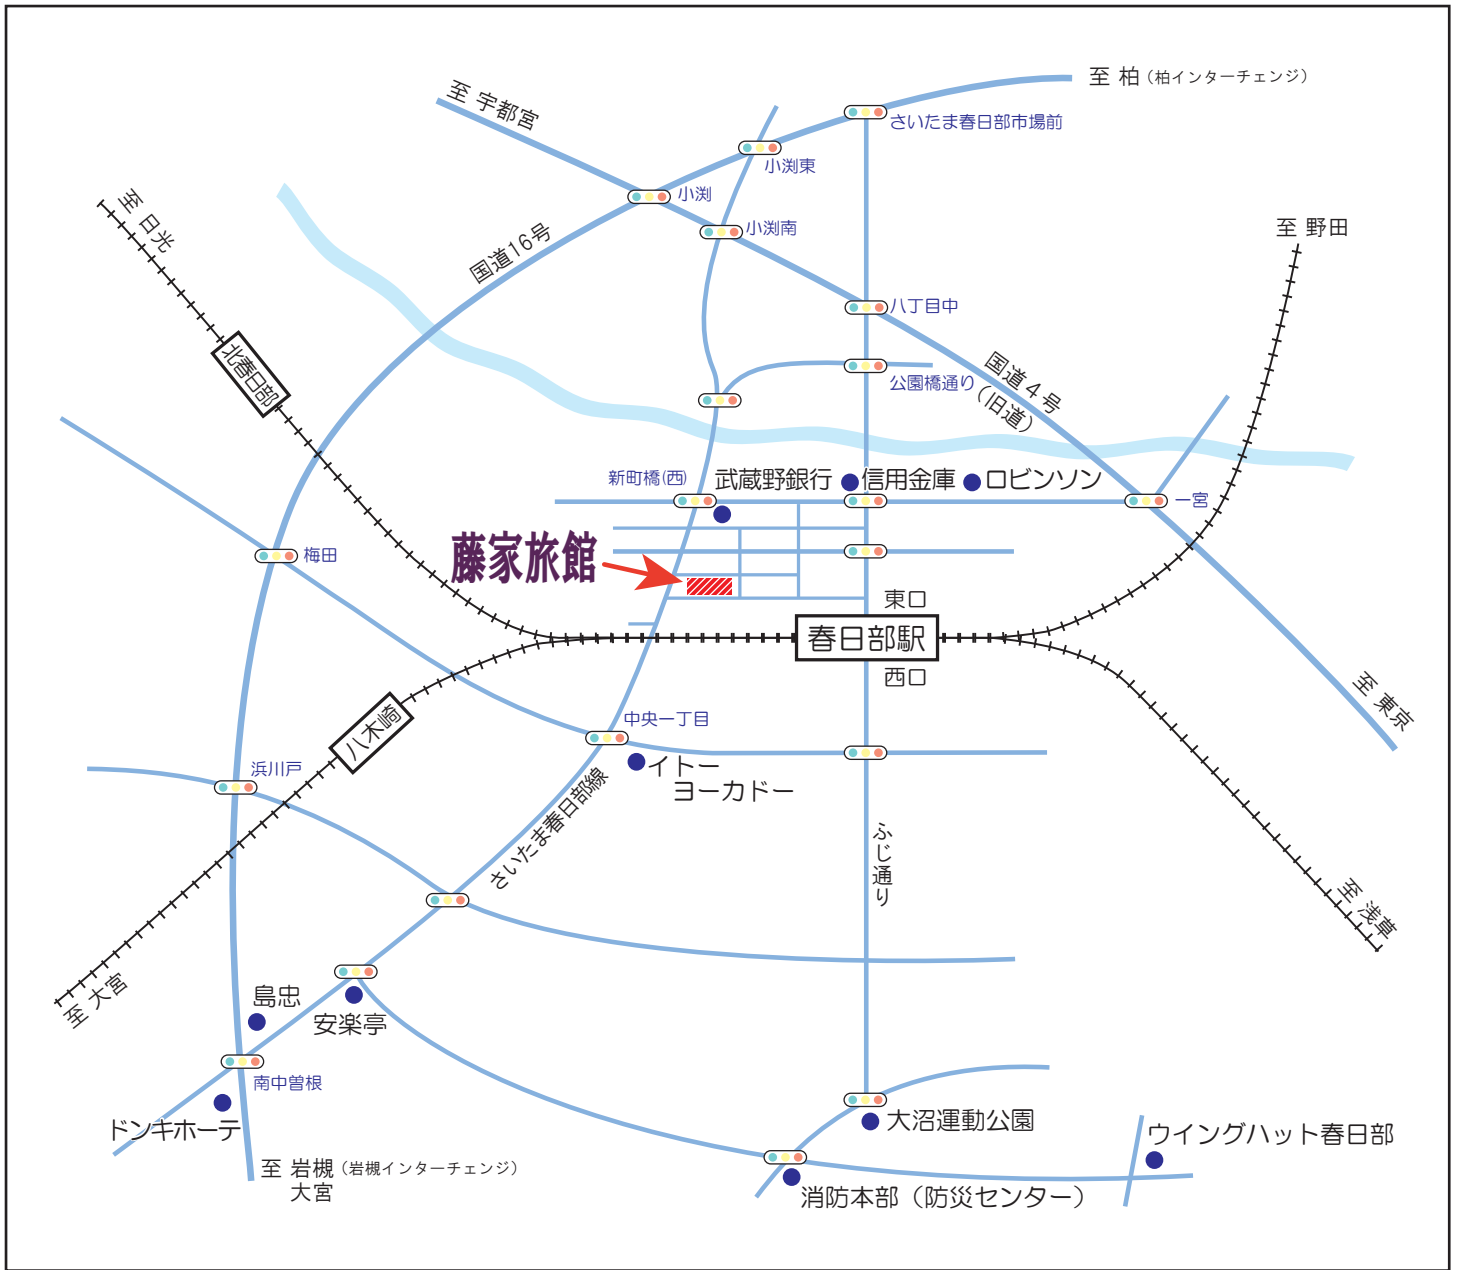 至 柏（柏インターチェンジ）
至 宇都宮
さいたま春日部市場前
小渕東
小渕
小渕南
至 日光
国道16号
至 野田
八丁目中
北春日部
公園橋通り
国道４号
（旧道）
新町橋(西)
武蔵野銀行
信用金庫
ロビンソン
一宮
梅田
藤家旅館
東口
春日部駅
西口
至 東京
八木崎
中央一丁目
浜川戸
イトー
ヨーカドー
さいたま春日部線
ふじ通り
至 浅草
至 大宮
島忠
安楽亭
南中曽根
ドンキホーテ
大沼運動公園
ウイングハット春日部
至 岩槻（岩槻インターチェンジ）
大宮
消防本部（防災センター）